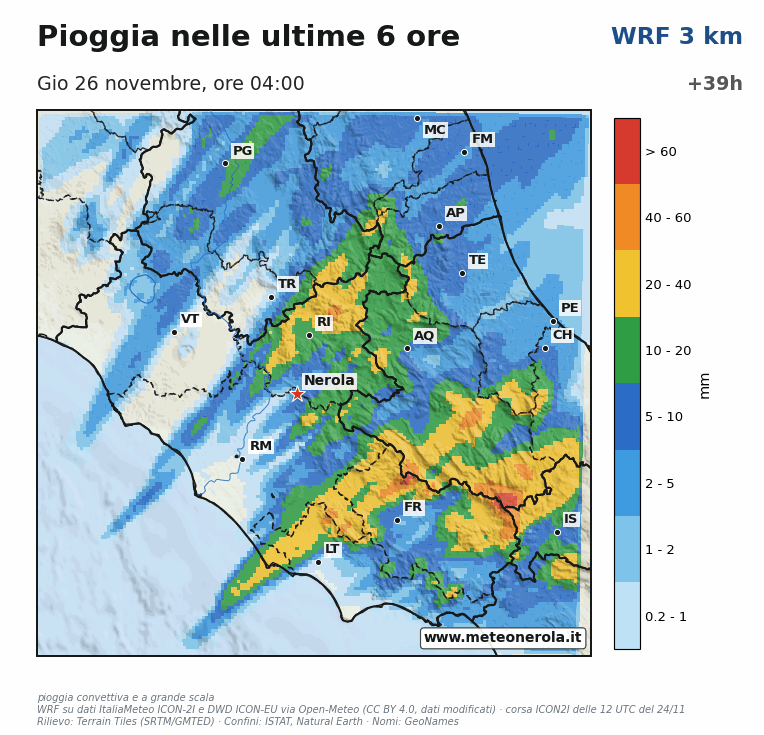 Pioggia nelle ultime 6 ore
WRF 3 km
Gio 26 novembre, ore 04:00
+39h
MC
FM
PG
AP
TE
TR
PE
VT
RI
CH
AQ
Nerola
RM
FR
IS
LT
www.meteonerola.it
> 60
40 - 60
20 - 40
10 - 20
5 - 10
2 - 5
1 - 2
0.2 - 1
mm
pioggia convettiva e a grande scala
WRF su dati ItaliaMeteo ICON-2I e DWD ICON-EU via Open-Meteo (CC BY 4.0, dati modificati) · corsa ICON2I delle 12 UTC del 24/11
Rilievo: Terrain Tiles (SRTM/GMTED) · Confini: ISTAT, Natural Earth · Nomi: GeoNames